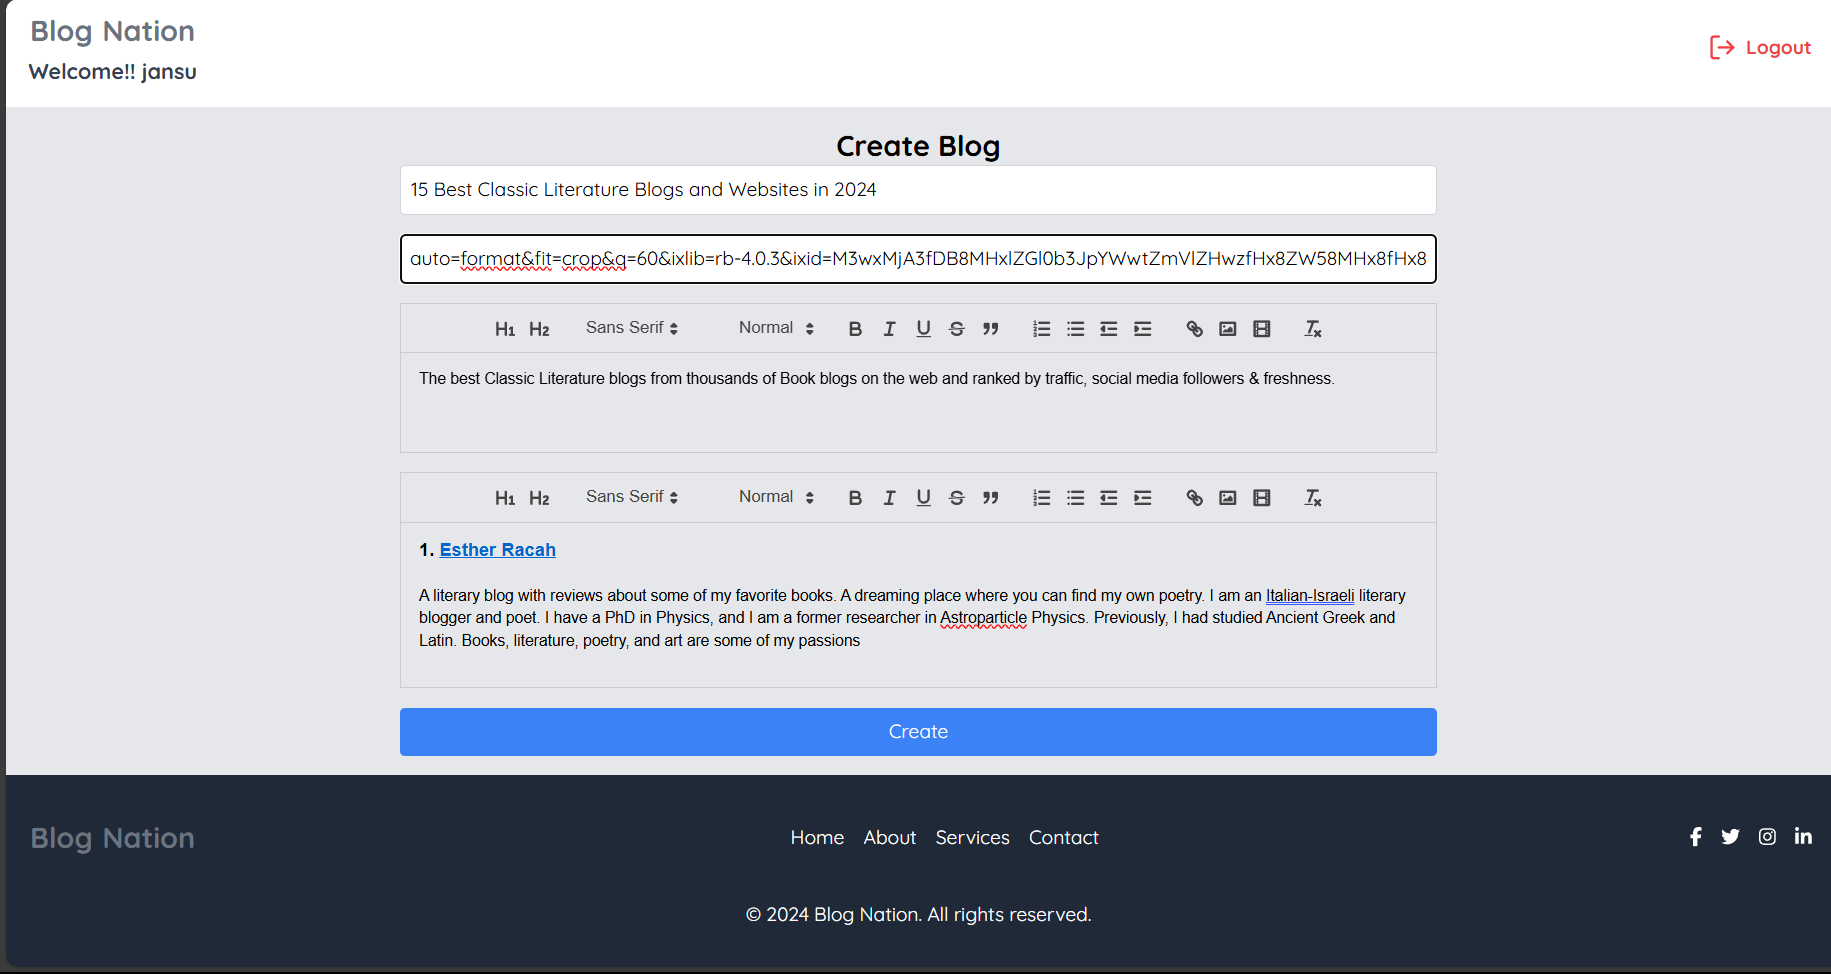 Blog Nation
Welcome!! jansu
Logout
Create Blog
15 Best Classic Literature Blogs and Websites in 2024
auto=format&fit=crop&q=60&ixlib=rb-4.0.3&ixid=M3wxMjA3fDB8MHxlZGl0b3JpYWwtZmVlZHwzfHx8ZW58MHx8fHx8
H1 H2 Sans Serif Normal B I U S
The best Classic Literature blogs from thousands of Book blogs on the web and ranked by traffic, social media followers & freshness.
H1 H2 Sans Serif Normal B I U S
1. Esther Racah
A literary blog with reviews about some of my favorite books. A dreaming place where you can find my own poetry. I am an Italian-Israeli literary
blogger and poet. I have a PhD in Physics, and I am a former researcher in Astroparticle Physics. Previously, I had studied Ancient Greek and
Latin. Books, literature, poetry, and art are some of my passions
Create
Blog Nation
Home About Services Contact
© 2024 Blog Nation. All rights reserved.